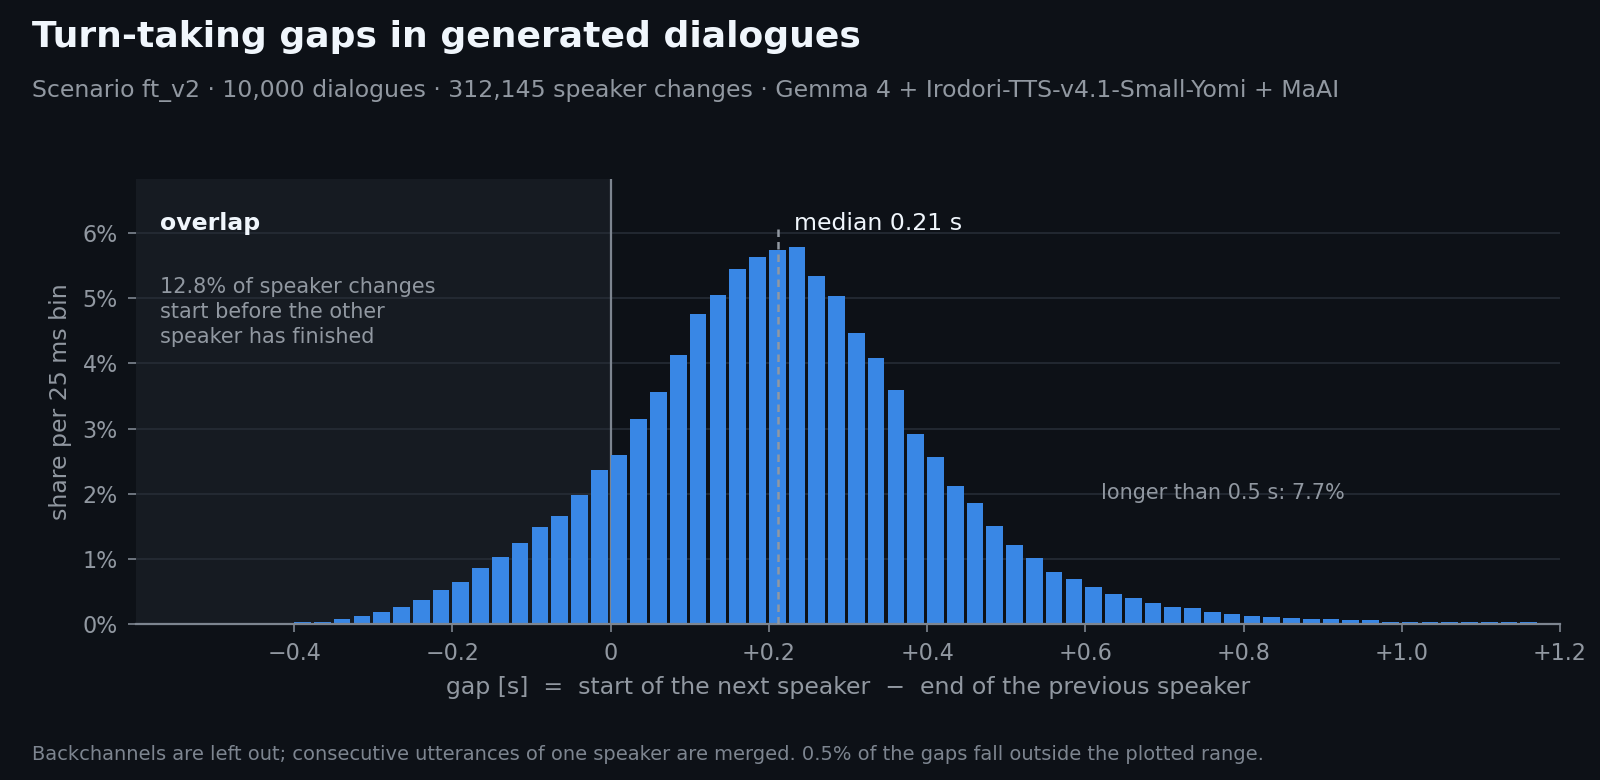 Turn-taking gaps in generated dialogues
Scenario ft_v2 · 10,000 dialogues · 312,145 speaker changes · Gemma 4 + Irodori-TTS-v4.1-Small-Yomi + MaAI
overlap
median 0.21 s
12.8% of speaker changes
start before the other
speaker has finished
longer than 0.5 s: 7.7%
share per 25 ms bin
6%
5%
4%
3%
2%
1%
0%
−0.4 −0.2 0 +0.2 +0.4 +0.6 +0.8 +1.0 +1.2
gap [s] = start of the next speaker − end of the previous speaker
Backchannels are left out; consecutive utterances of one speaker are merged. 0.5% of the gaps fall outside the plotted range.